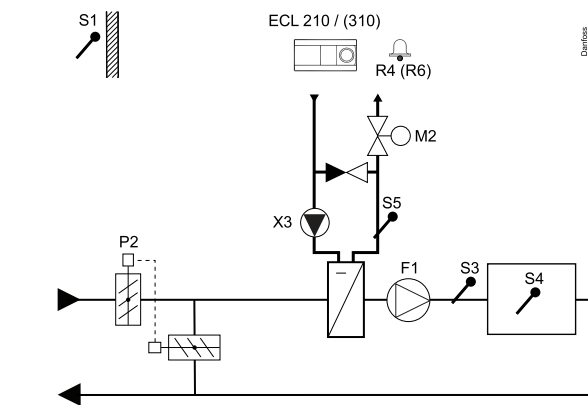 S1
ECL 210 / (310)
Danfoss
R4 (R6)
M2
S5
X3
P2
F1
S3
S4